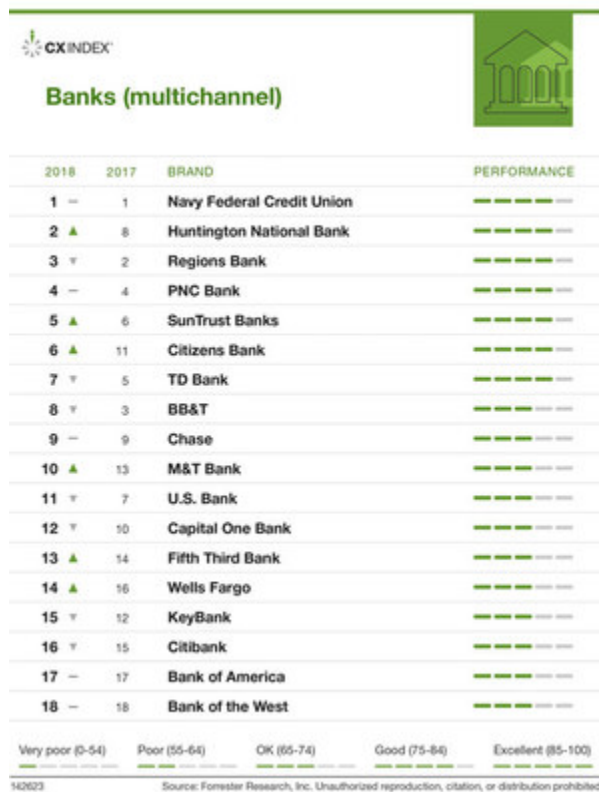 CX INDEX
Banks (multichannel)
2018 2017 BRAND PERFORMANCE
1 – 1 Navy Federal Credit Union
2 ▲ 8 Huntington National Bank
3 ▼ 2 Regions Bank
4 – 4 PNC Bank
5 ▲ 6 SunTrust Banks
6 ▲ 11 Citizens Bank
7 ▼ 5 TD Bank
8 ▼ 3 BB&T
9 – 9 Chase
10 ▲ 13 M&T Bank
11 ▼ 7 U.S. Bank
12 ▼ 10 Capital One Bank
13 ▲ 14 Fifth Third Bank
14 ▲ 16 Wells Fargo
15 ▼ 12 KeyBank
16 ▼ 15 Citibank
17 – 17 Bank of America
18 – 18 Bank of the West
Very poor (0-54) Poor (55-64) OK (65-74) Good (75-84) Excellent (85-100)
142623 Source: Forrester Research, Inc. Unauthorized reproduction, citation, or distribution prohibited